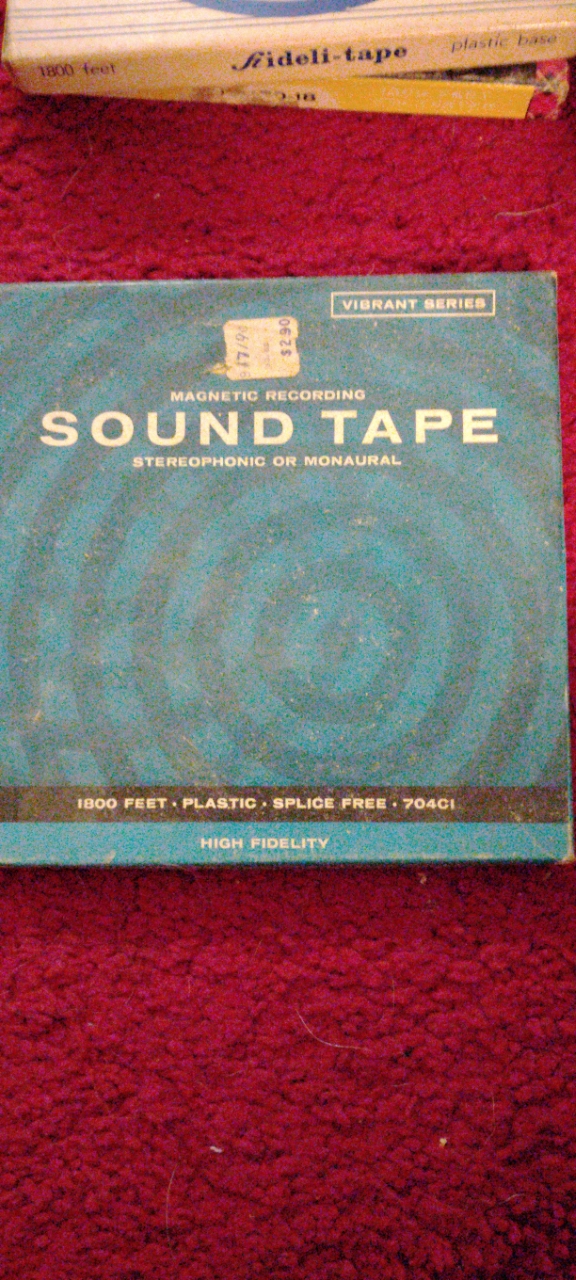 Fideli-tape
plastic base
1800 feet
VIBRANT SERIES
$2.90
MAGNETIC RECORDING
SOUND TAPE
STEREOPHONIC OR MONAURAL
1800 FEET · PLASTIC · SPLICE FREE · 704C1
HIGH FIDELITY